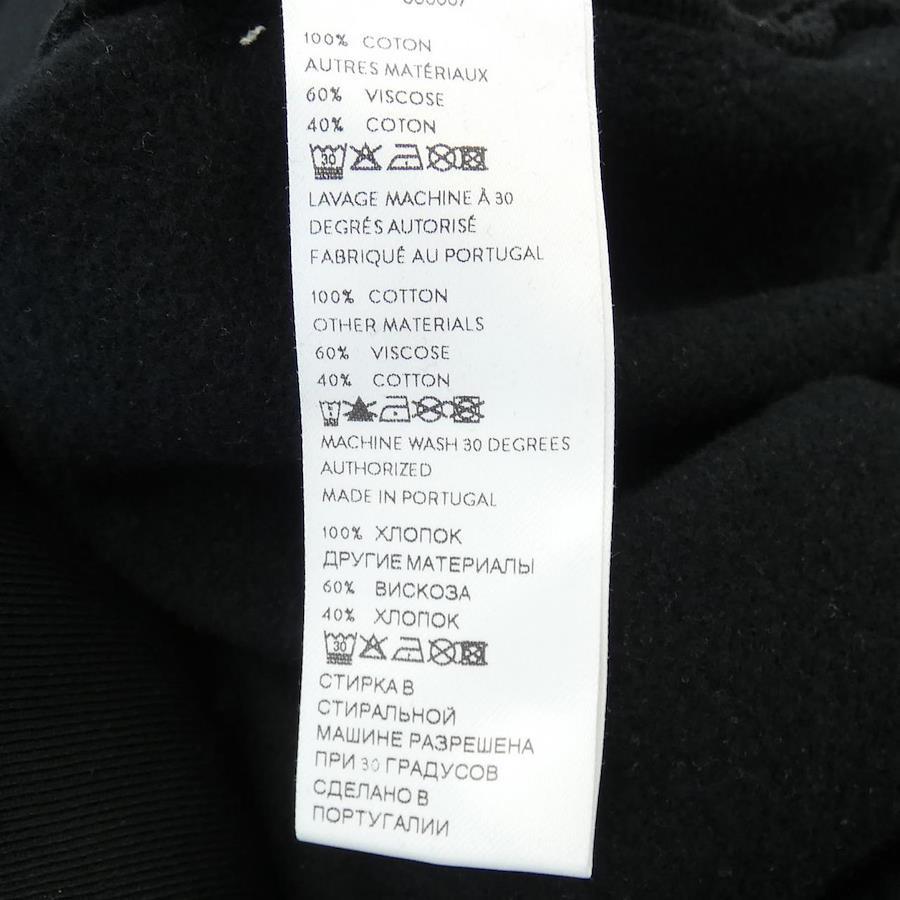 100% COTON
AUTRES MATÉRIAUX
60% VISCOSE
40% COTON
30
LAVAGE MACHINE À 30
DEGRÉS AUTORISÉ
FABRIQUÉ AU PORTUGAL
100% COTTON
OTHER MATERIALS
60% VISCOSE
40% COTTON
MACHINE WASH 30 DEGREES
AUTHORIZED
MADE IN PORTUGAL
100% ХЛОПОК
ДРУГИЕ МАТЕРИАЛЫ
60% ВИСКОЗА
40% ХЛОПОК
30
СТИРКА В
СТИРАЛЬНОЙ
МАШИНЕ РАЗРЕШЕНА
ПРИ 30 ГРАДУСОВ
СДЕЛАНО В
ПОРТУГАЛИИ